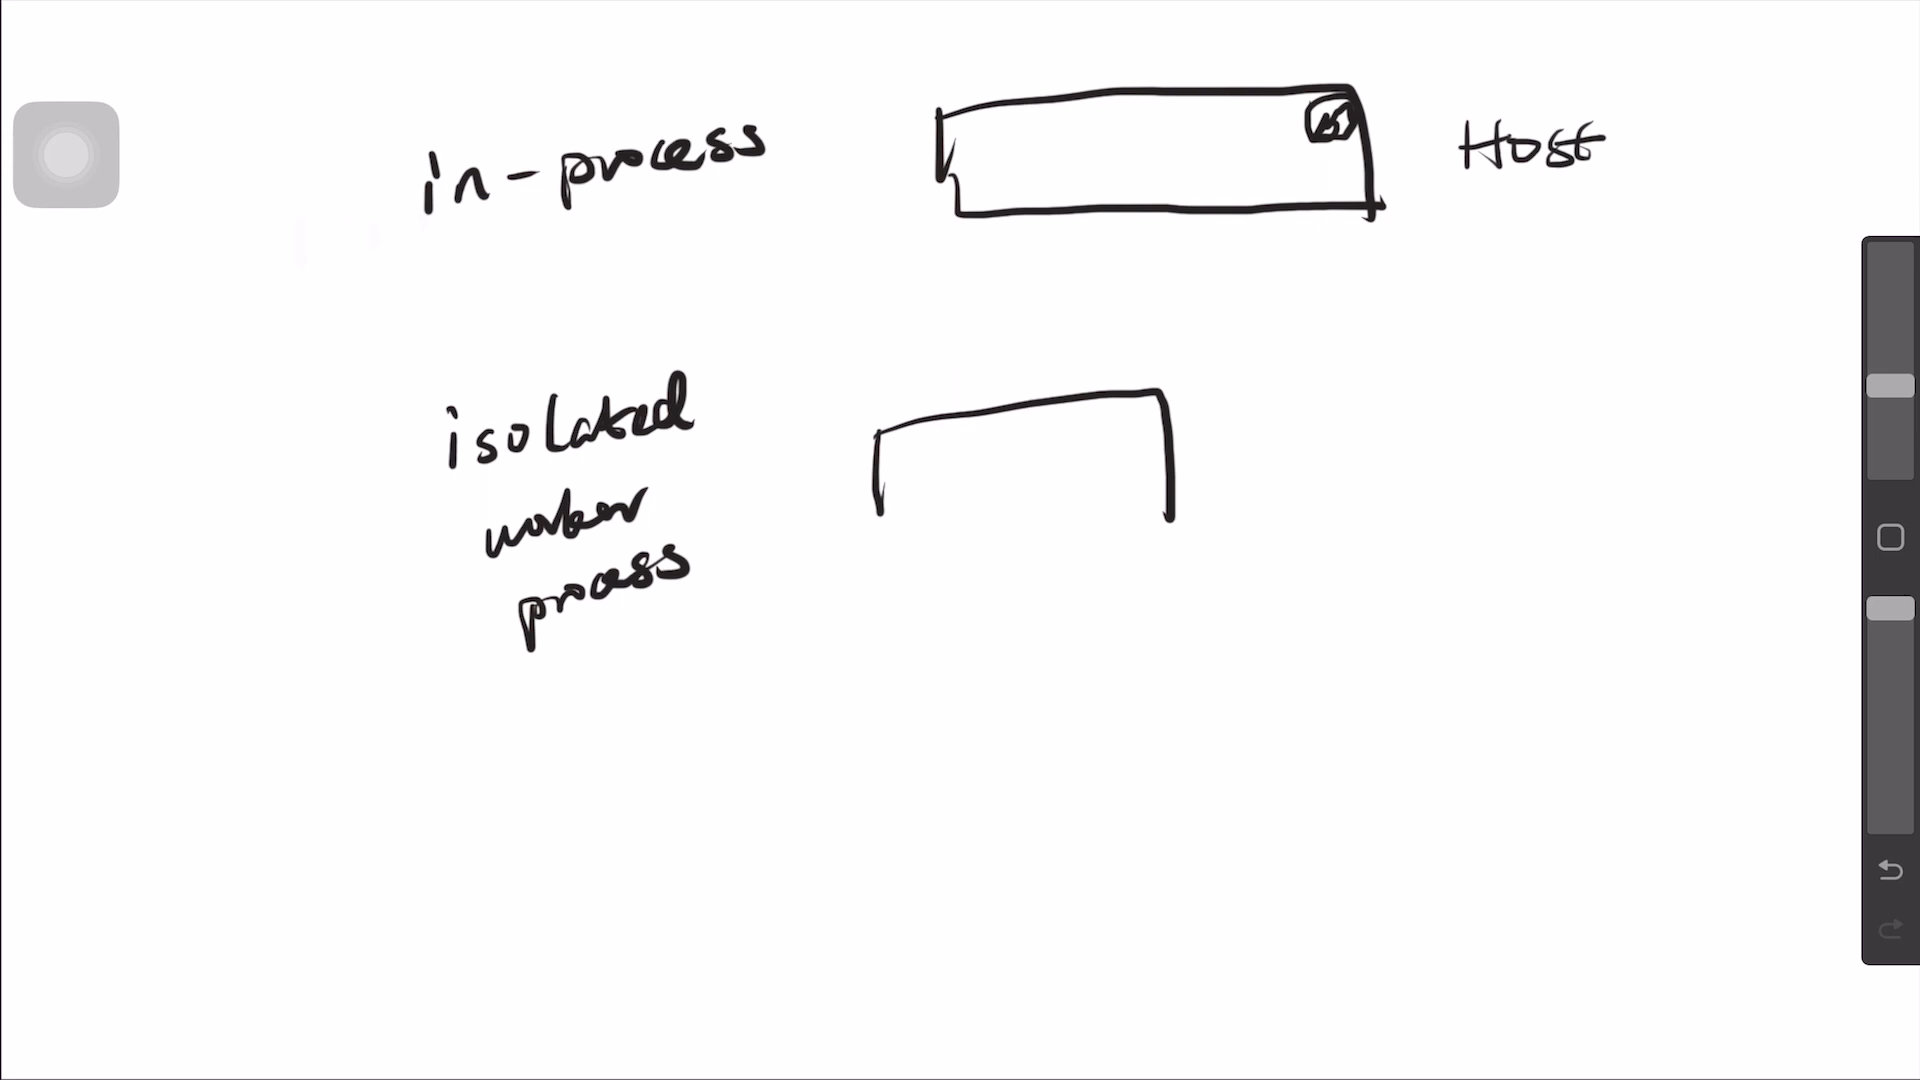 in-process
Host
isolated
worker
process